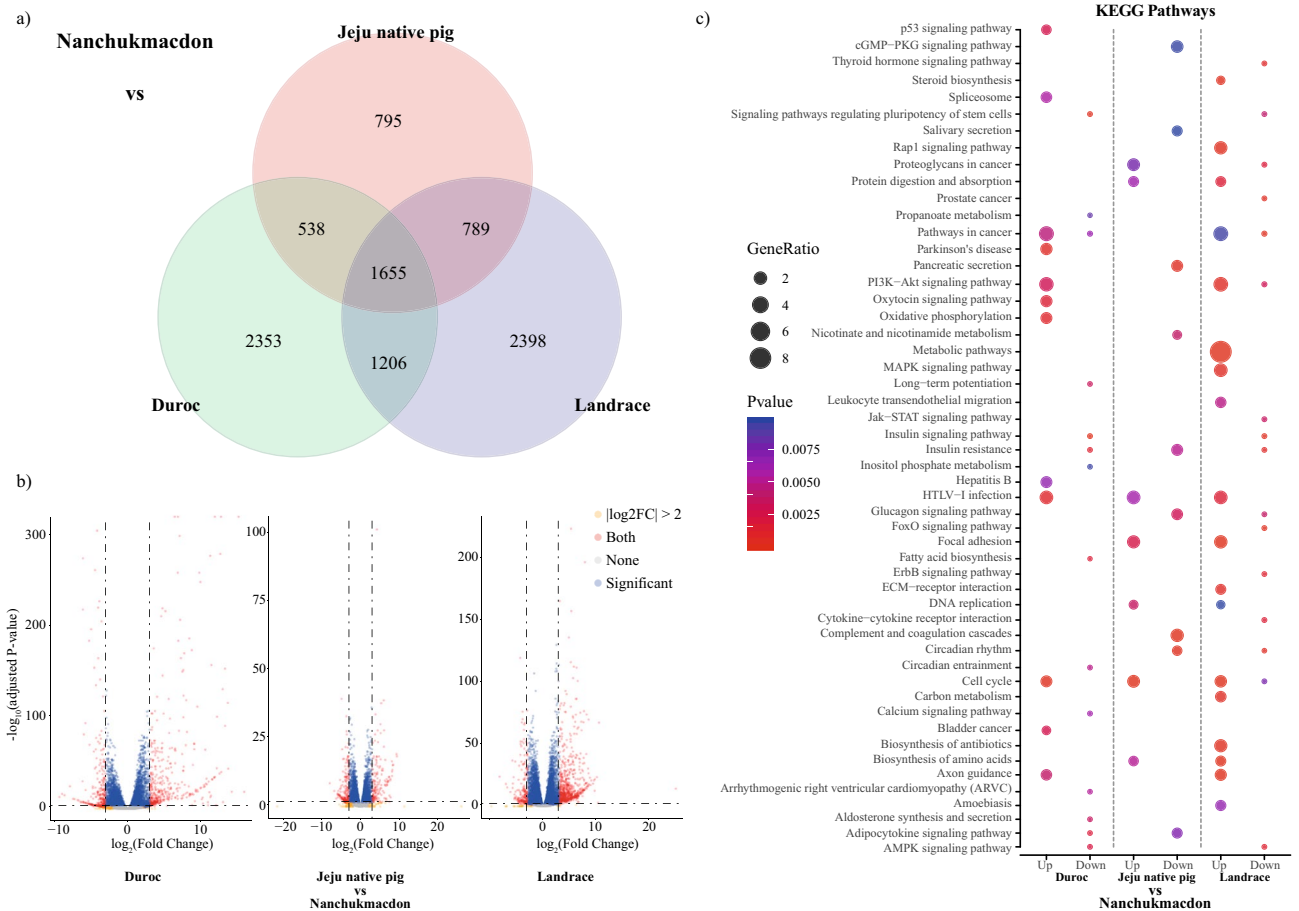 a)
Nanchukmacdon
vs
Jeju native pig
795
538
789
1655
2353
1206
2398
Duroc
Landrace
b)
-log10(adjusted P-value)
300
200
100
0
−10
0
10
log2(Fold Change)
Duroc
100
75
50
25
0
−20
−10
0
10
20
log2(Fold Change)
Jeju native pig
vs
Nanchukmacdon
200
150
100
50
0
0
20
log2(Fold Change)
Landrace
|log2FC| > 2
Both
None
Significant
c)
KEGG Pathways
p53 signaling pathway
cGMP−PKG signaling pathway
Thyroid hormone signaling pathway
Steroid biosynthesis
Spliceosome
Signaling pathways regulating pluripotency of stem cells
Salivary secretion
Rap1 signaling pathway
Proteoglycans in cancer
Protein digestion and absorption
Prostate cancer
Propanoate metabolism
Pathways in cancer
Parkinson's disease
Pancreatic secretion
PI3K−Akt signaling pathway
Oxytocin signaling pathway
Oxidative phosphorylation
Nicotinate and nicotinamide metabolism
Metabolic pathways
MAPK signaling pathway
Long−term potentiation
Leukocyte transendothelial migration
Jak−STAT signaling pathway
Insulin signaling pathway
Insulin resistance
Inositol phosphate metabolism
Hepatitis B
HTLV−I infection
Glucagon signaling pathway
FoxO signaling pathway
Focal adhesion
Fatty acid biosynthesis
ErbB signaling pathway
ECM−receptor interaction
DNA replication
Cytokine−cytokine receptor interaction
Complement and coagulation cascades
Circadian rhythm
Circadian entrainment
Cell cycle
Carbon metabolism
Calcium signaling pathway
Bladder cancer
Biosynthesis of antibiotics
Biosynthesis of amino acids
Axon guidance
Arrhythmogenic right ventricular cardiomyopathy (ARVC)
Amoebiasis
Aldosterone synthesis and secretion
Adipocytokine signaling pathway
AMPK signaling pathway
GeneRatio
2
4
6
8
Pvalue
0.0075
0.0050
0.0025
Up
Down
Up
Down
Up
Down
Duroc
Jeju native pig
Landrace
vs
Nanchukmacdon